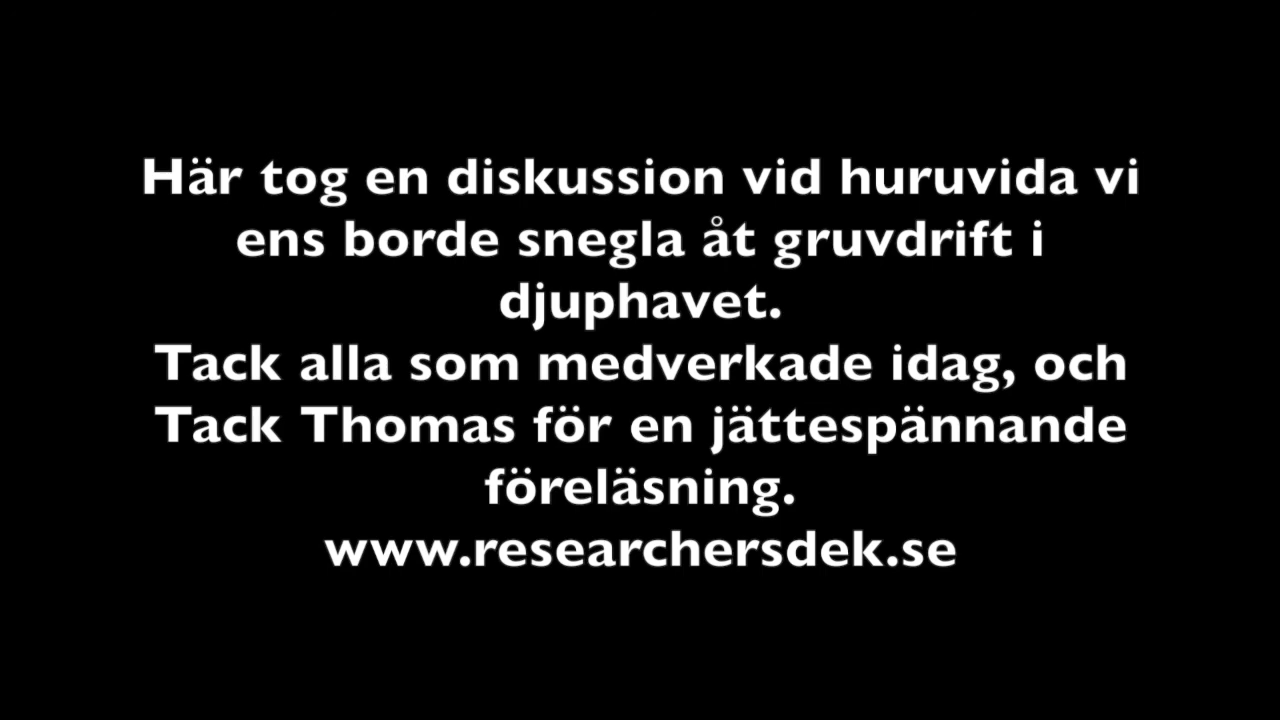 Här tog en diskussion vid huruvida vi
ens borde snegla åt gruvdrift i
djuphavet.
Tack alla som medverkade idag, och
Tack Thomas för en jättespännande
föreläsning.
www.researchersdek.se